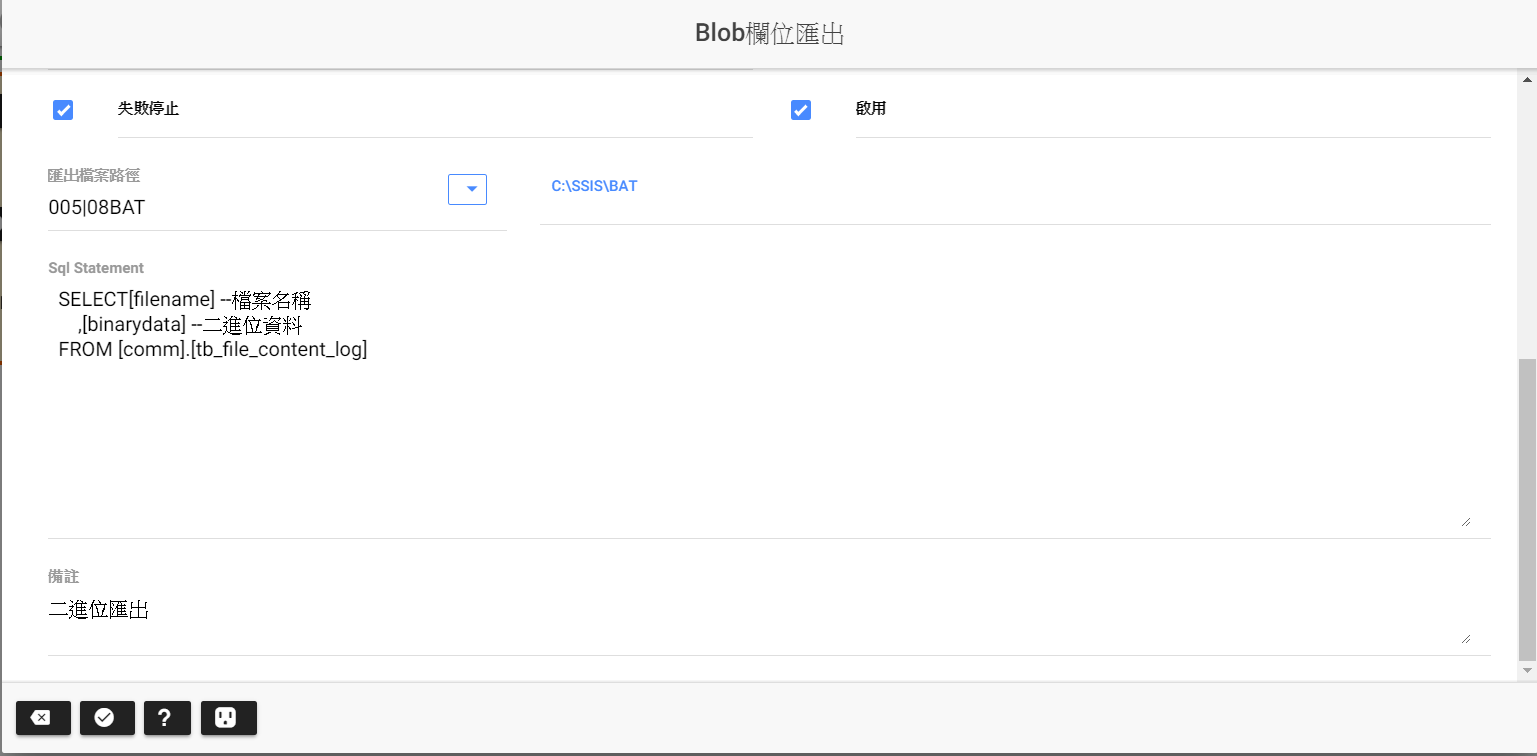 Blob欄位匯出
失敗停止
啟用
匯出檔案路徑
005|08BAT
C:\SSIS\BAT
Sql Statement
SELECT[filename] --檔案名稱
,[binarydata] --二進位資料
FROM [comm].[tb_file_content_log]
備註
二進位匯出
?